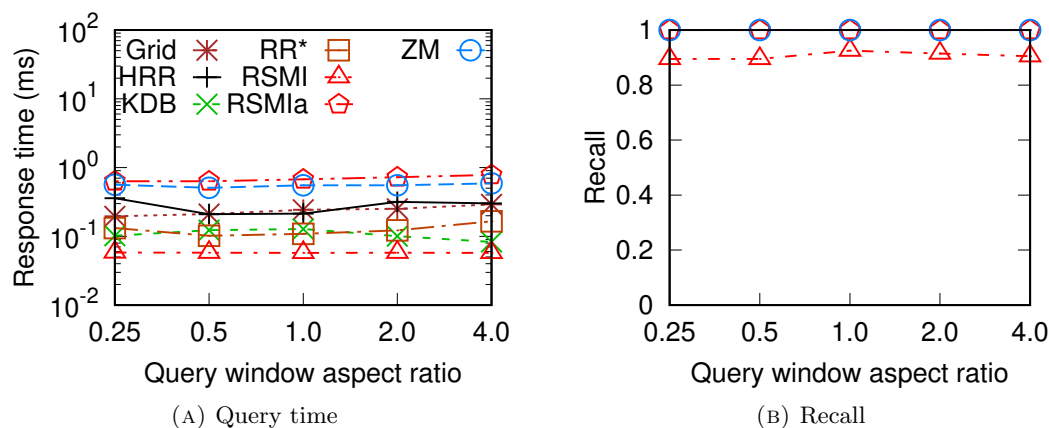 Response time (ms)
10^2
10^1
10^0
10^-1
10^-2
Grid RR* ZM
HRR RSMI
KDB RSMIa
0.25 0.5 1.0 2.0 4.0
Query window aspect ratio
(A) Query time
Recall
1
0.8
0.6
0.4
0.2
0
0.25 0.5 1.0 2.0 4.0
Query window aspect ratio
(B) Recall